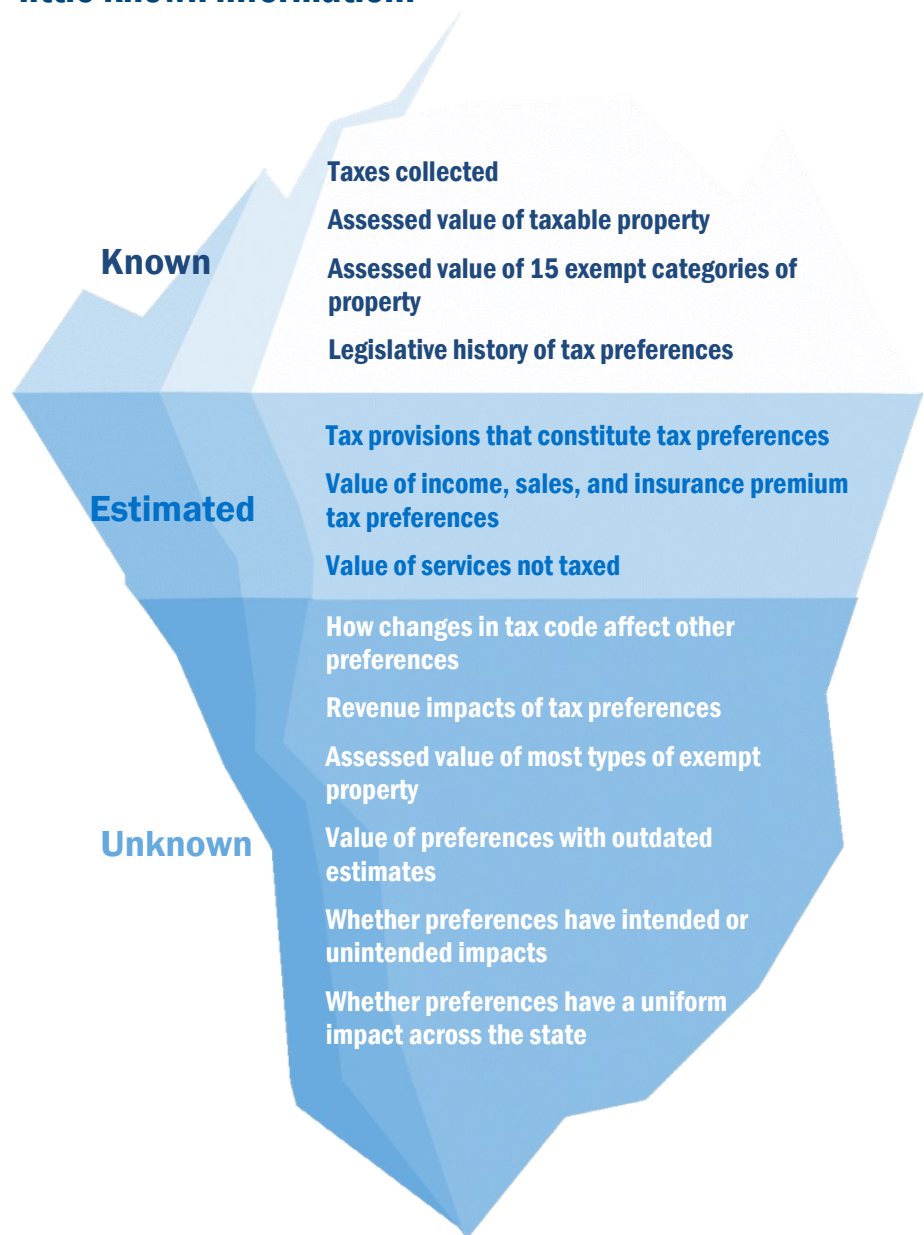 little known information.
Known
Taxes collected
Assessed value of taxable property
Assessed value of 15 exempt categories of
property
Legislative history of tax preferences
Estimated
Tax provisions that constitute tax preferences
Value of income, sales, and insurance premium
tax preferences
Value of services not taxed
Unknown
How changes in tax code affect other
preferences
Revenue impacts of tax preferences
Assessed value of most types of exempt
property
Value of preferences with outdated
estimates
Whether preferences have intended or
unintended impacts
Whether preferences have a uniform
impact across the state